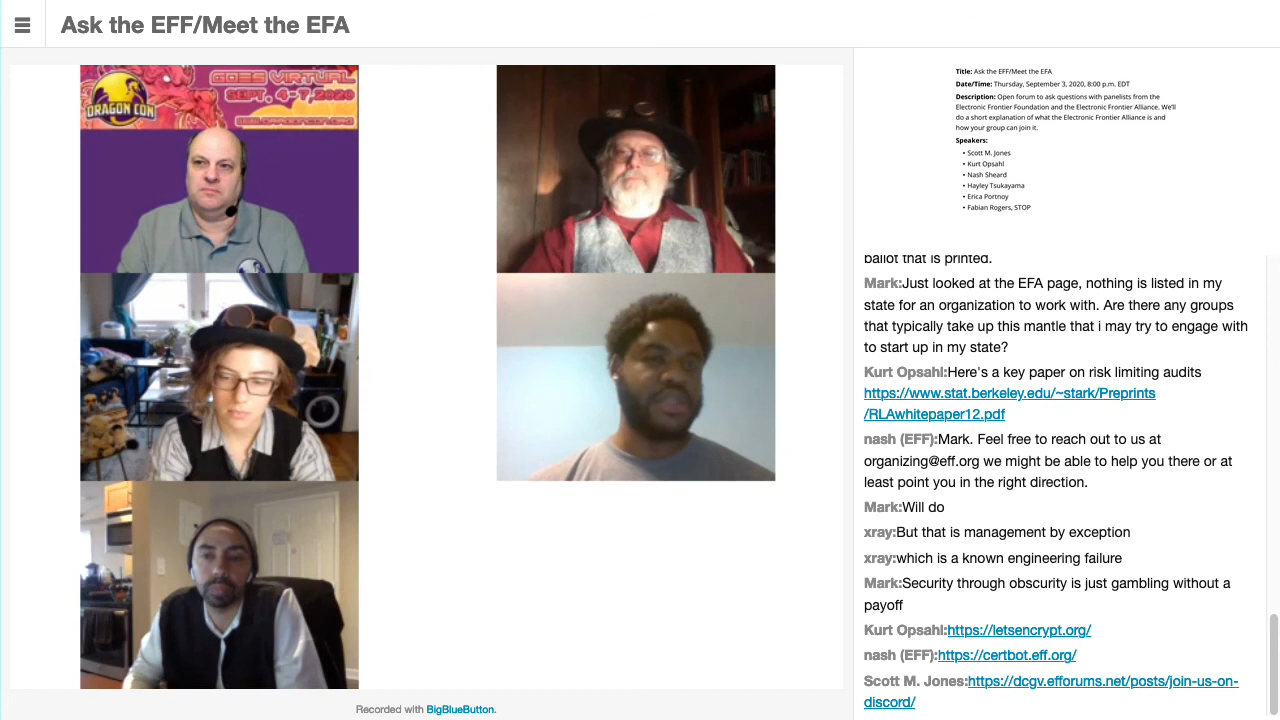 Ask the EFF/Meet the EFA
GOES VIRTUAL
SEPT. 4-7, 2020
DRAGON CON
Title: Ask the EFF/Meet the EFA
Date/Time: Thursday, September 3, 2020, 8:00 p.m. EDT
Description: Open forum to ask questions with panelists from the
Electronic Frontier Foundation and the Electronic Frontier Alliance. We'll
do a short explanation of what the Electronic Frontier Alliance is and
how your group can join it.
Speakers:
• Scott M. Jones
• Kurt Opsahl
• Nash Sheard
• Hayley Tsukayama
• Erica Portnoy
• Fabian Rogers, STOP
ballot that is printed.
Mark:Just looked at the EFA page, nothing is listed in my
state for an organization to work with. Are there any groups
that typically take up this mantle that i may try to engage with
to start up in my state?
Kurt Opsahl:Here's a key paper on risk limiting audits
https://www.stat.berkeley.edu/~stark/Preprints
/RLAwhitepaper12.pdf
nash (EFF):Mark. Feel free to reach out to us at
organizing@eff.org we might be able to help you there or at
least point you in the right direction.
Mark:Will do
xray:But that is management by exception
xray:which is a known engineering failure
Mark:Security through obscurity is just gambling without a
payoff
Kurt Opsahl:https://letsencrypt.org/
nash (EFF):https://certbot.eff.org/
Scott M. Jones:https://dcgv.efforums.net/posts/join-us-on-
discord/
Recorded with BigBlueButton.